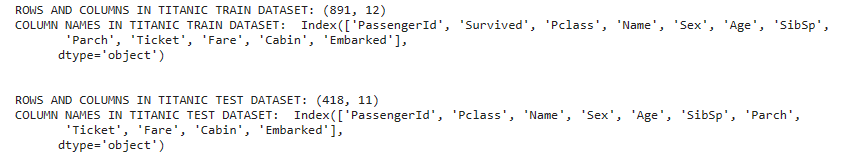 ROWS AND COLUMNS IN TITANIC TRAIN DATASET: (891, 12)
COLUMN NAMES IN TITANIC TRAIN DATASET:  Index(['PassengerId', 'Survived', 'Pclass', 'Name', 'Sex', 'Age', 'SibSp',
'Parch', 'Ticket', 'Fare', 'Cabin', 'Embarked'],
dtype='object')
ROWS AND COLUMNS IN TITANIC TEST DATASET: (418, 11)
COLUMN NAMES IN TITANIC TEST DATASET:  Index(['PassengerId', 'Pclass', 'Name', 'Sex', 'Age', 'SibSp', 'Parch',
'Ticket', 'Fare', 'Cabin', 'Embarked'],
dtype='object')